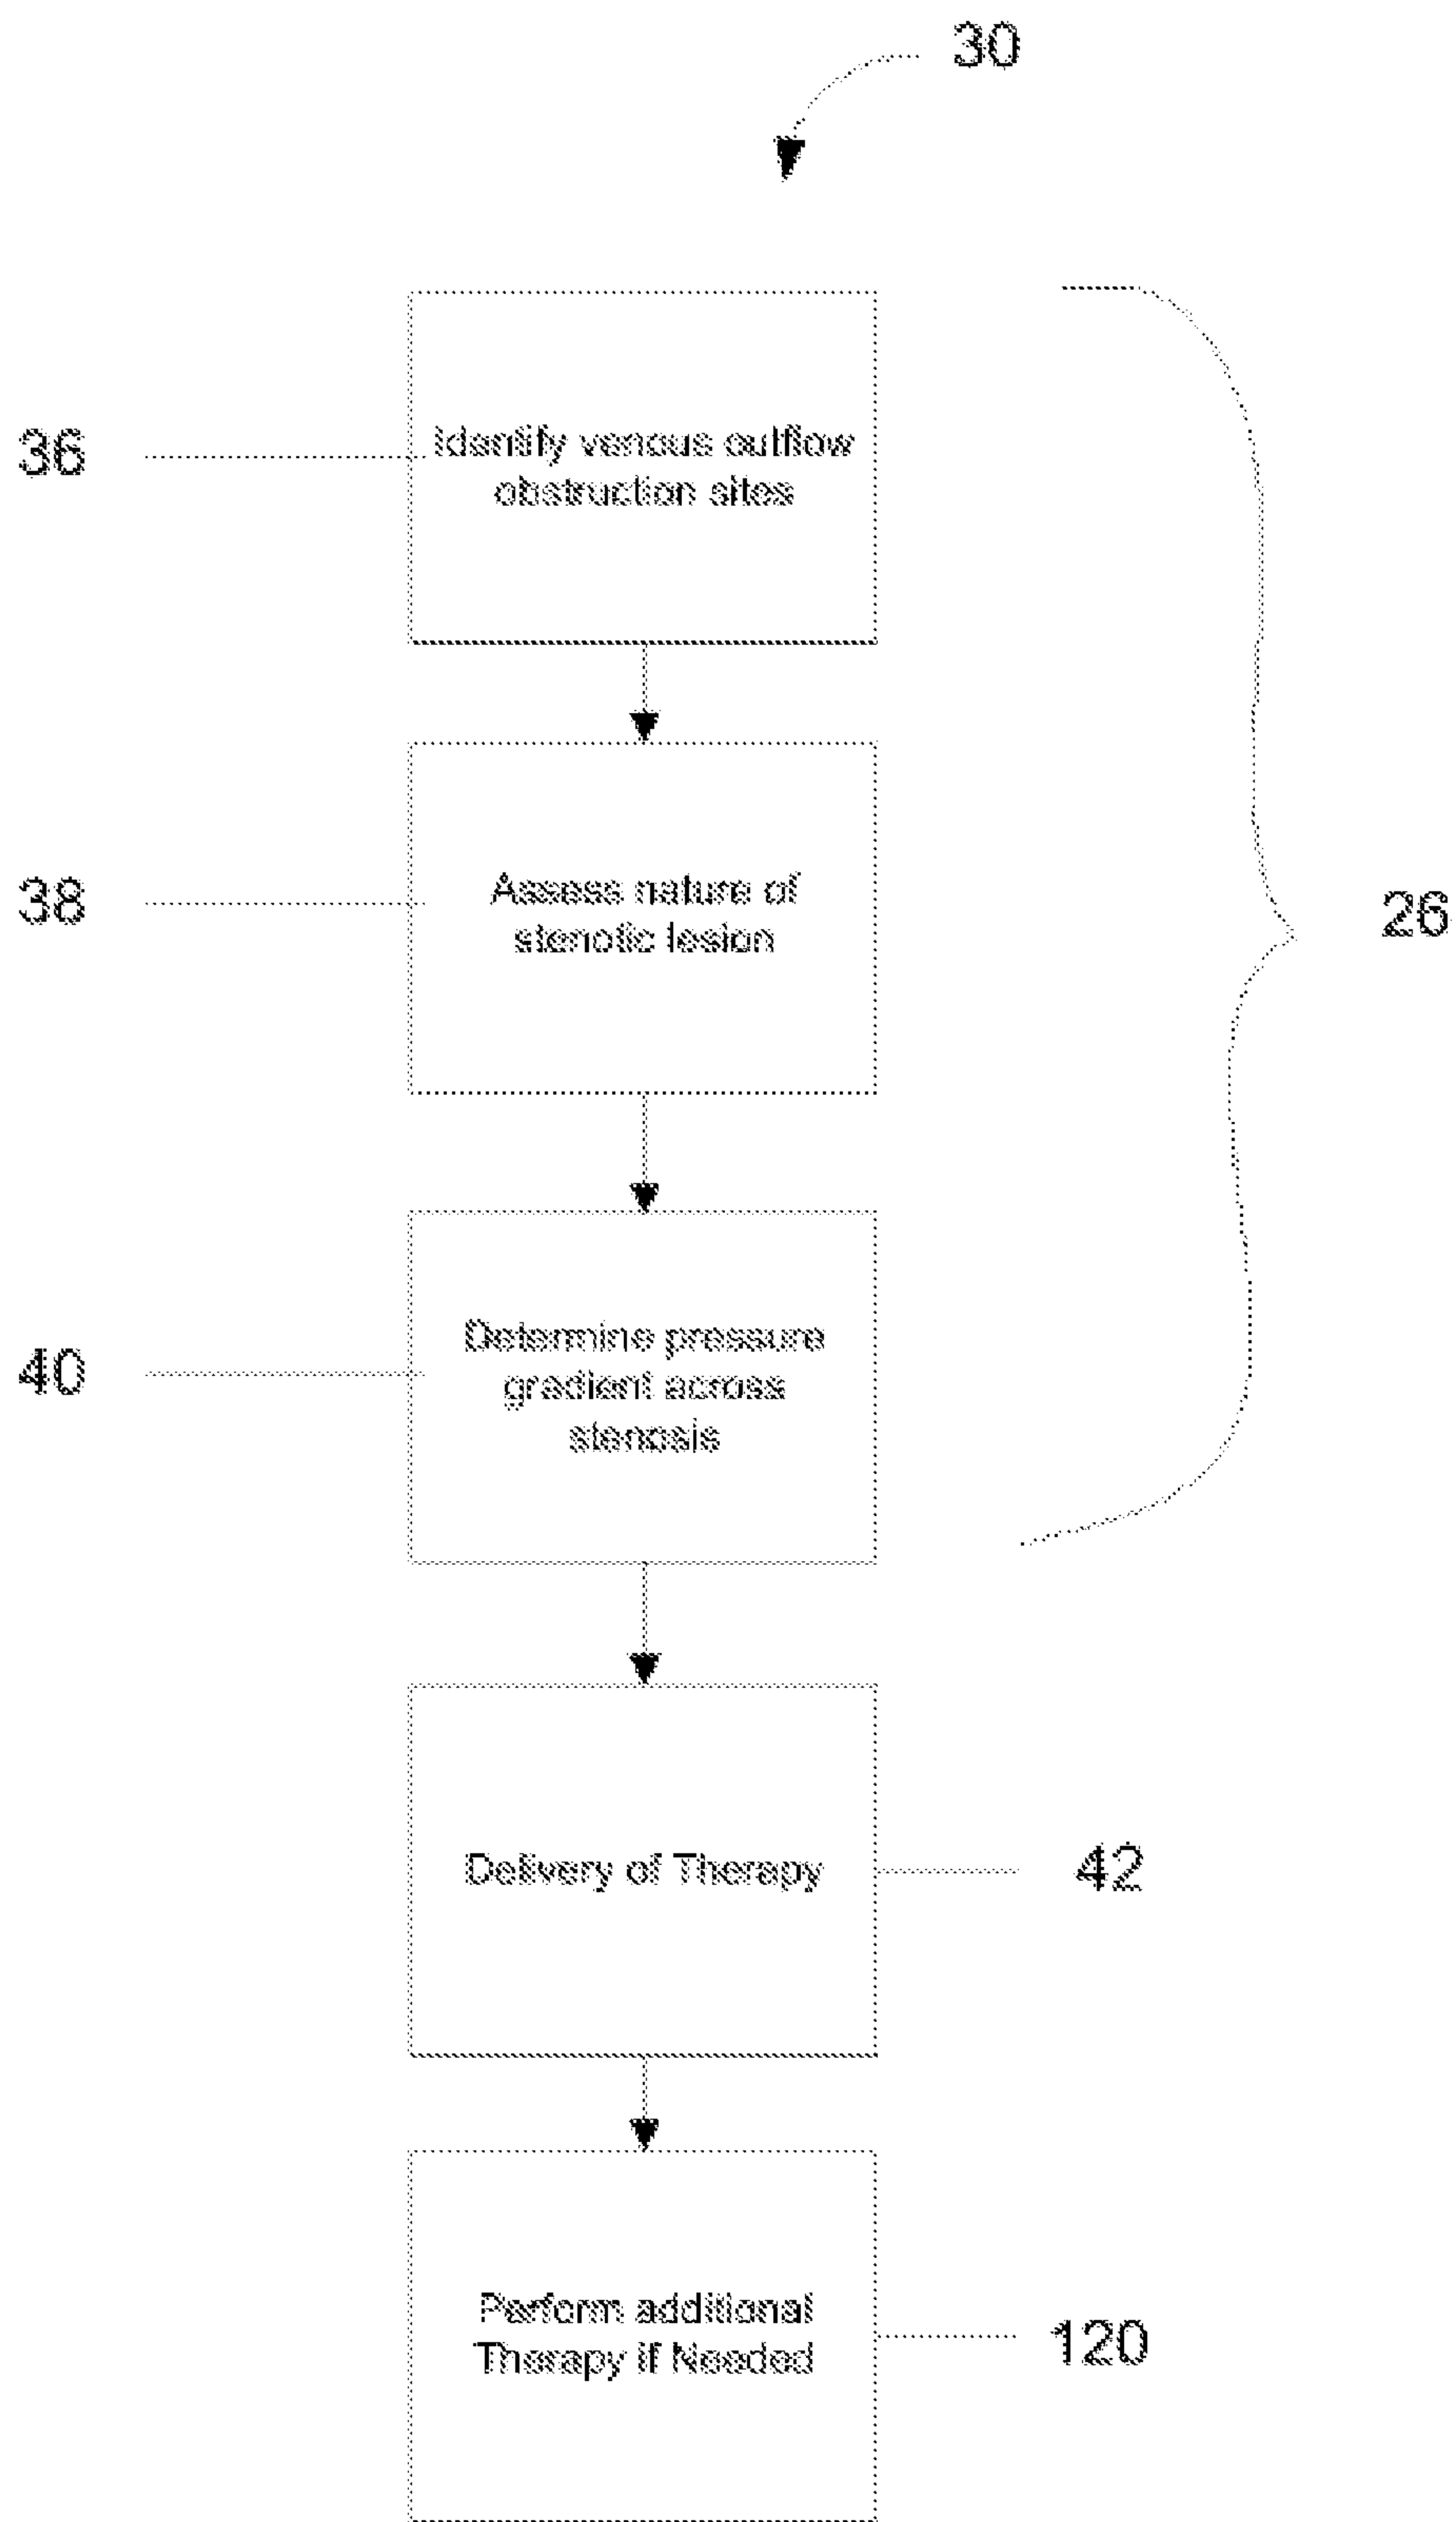 30
36
Identify venous outflow
obstruction sites
38
Assess nature of
stenotic lesion
26
40
Determine pressure
gradient across
stenosis
Delivery of Therapy
42
Perform additional
Therapy if Needed
120